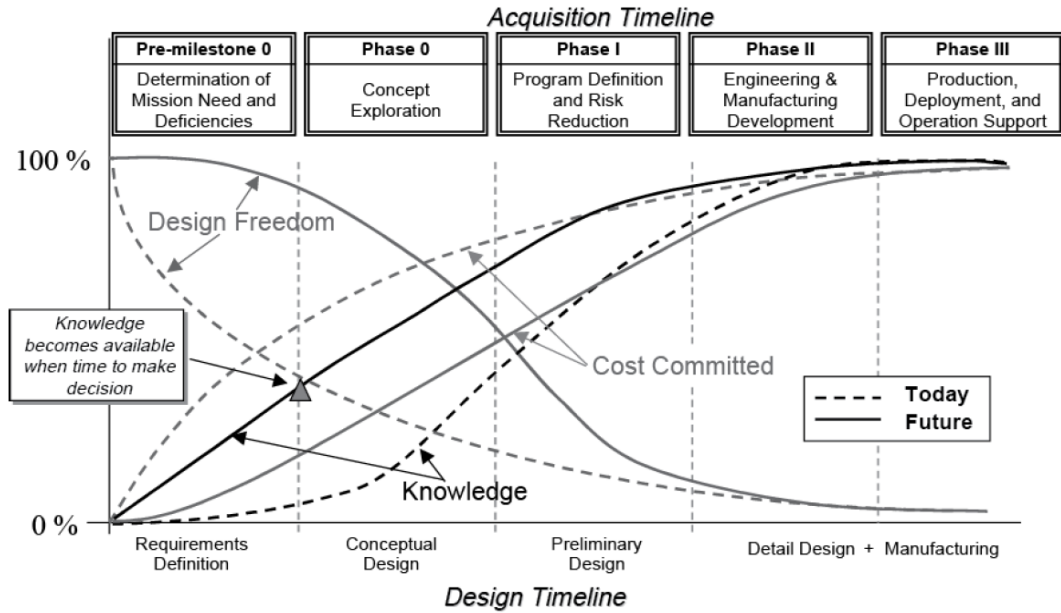 Acquisition Timeline
Pre-milestone 0
Determination of
Mission Need and
Deficiencies
Phase 0
Concept
Exploration
Phase I
Program Definition
and Risk
Reduction
Phase II
Engineering &
Manufacturing
Development
Phase III
Production,
Deployment, and
Operation Support
100 %
Design Freedom
Knowledge
becomes available
when time to make
decision
Cost Committed
Today
Future
Knowledge
0 %
Requirements
Definition
Conceptual
Design
Preliminary
Design
Detail Design + Manufacturing
Design Timeline